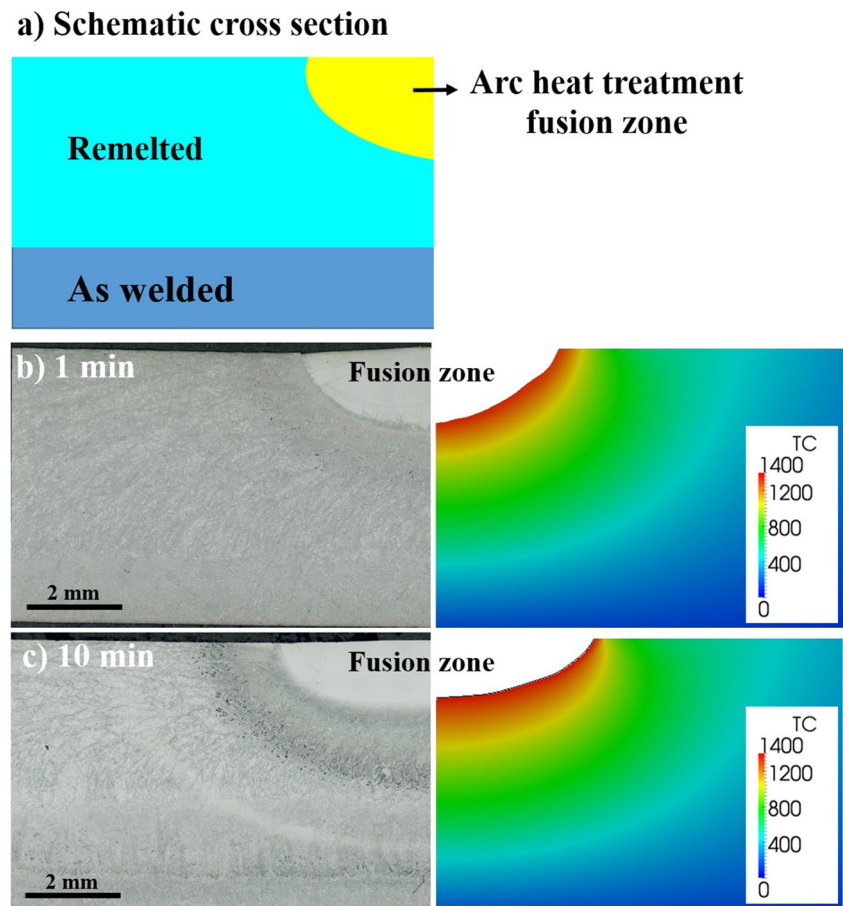 a) Schematic cross section
Arc heat treatment
fusion zone
Remelted
As welded
b) 1 min
Fusion zone
TC
1400
1200
800
400
0
2 mm
c) 10 min
Fusion zone
TC
1400
1200
800
400
0
2 mm